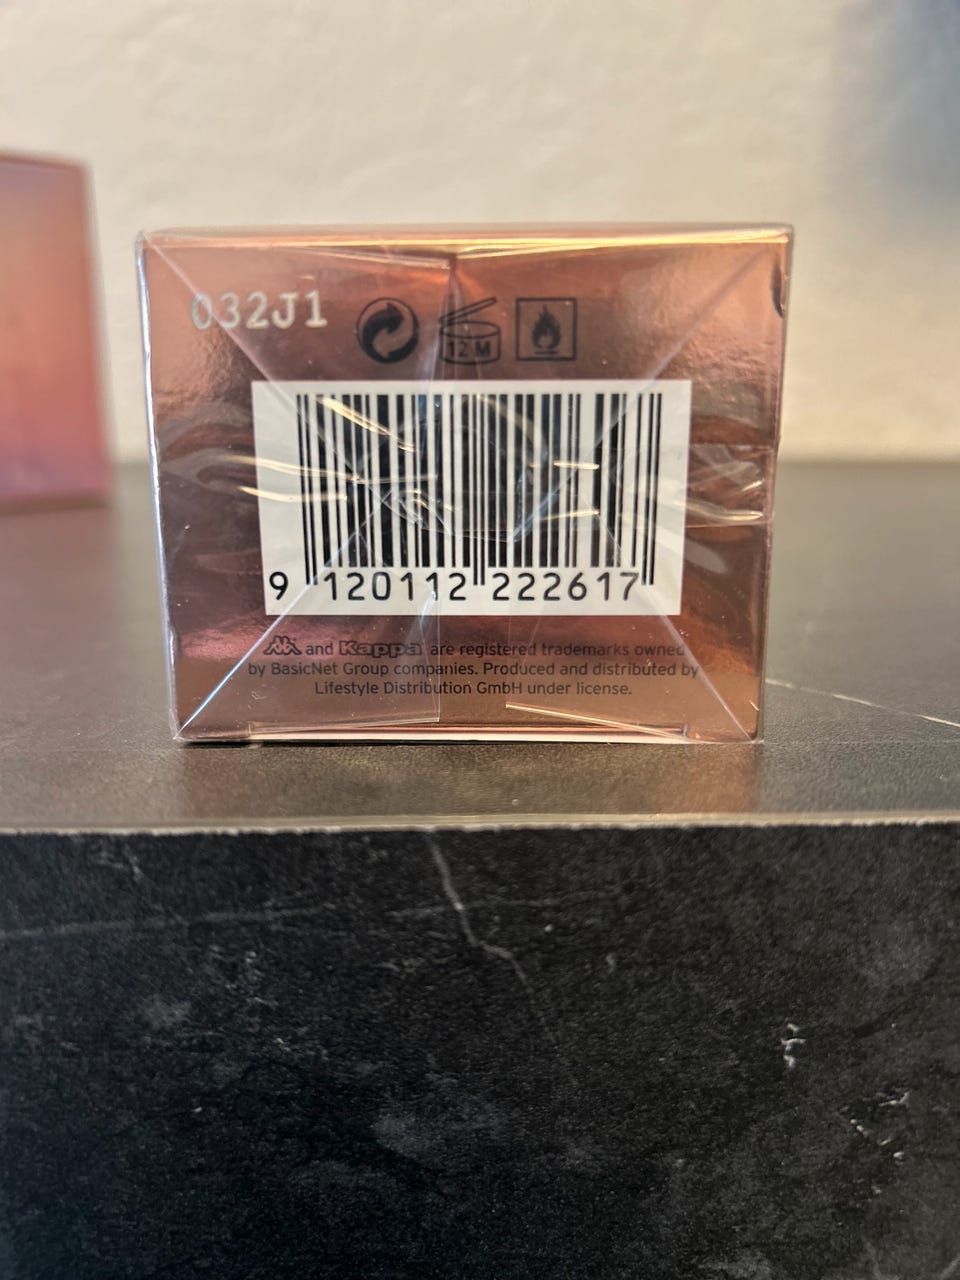 032J1
12 M
9 120112 222617
and Kappa are registered trademarks owned
by BasicNet Group companies. Produced and distributed by
Lifestyle Distribution GmbH under license.